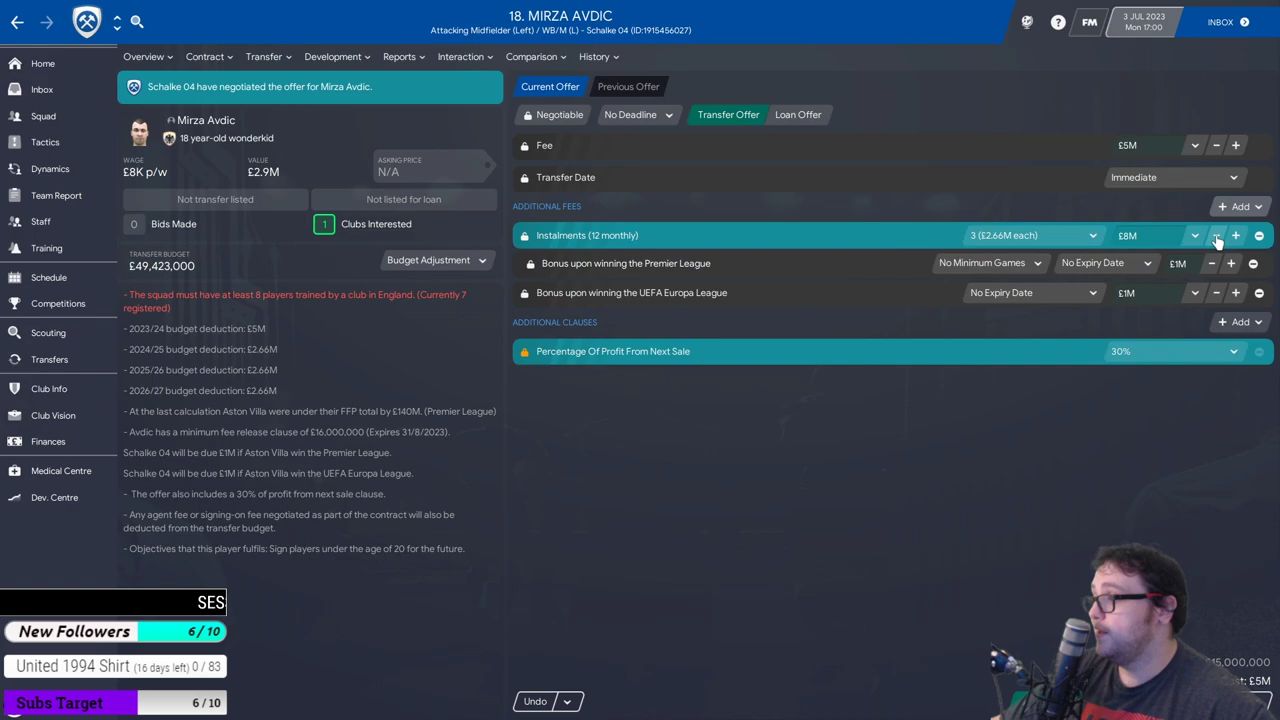 18. MIRZA AVDIC
Attacking Midfielder (Left) / WB/M (L) - Schalke 04 (ID:1915456027)
FM
3 JUL 2023
Mon 17:00
INBOX
Home
Inbox
Squad
Tactics
Dynamics
Team Report
Staff
Training
Schedule
Competitions
Scouting
Transfers
Club Info
Club Vision
Finances
Medical Centre
Dev. Centre
Overview
Contract
Transfer
Development
Reports
Interaction
Comparison
History
Schalke 04 have negotiated the offer for Mirza Avdic.
Mirza Avdic
18 year-old wonderkid
WAGE
£8K p/w
VALUE
£2.9M
ASKING PRICE
N/A
Not transfer listed
Not listed for loan
0 Bids Made
1 Clubs Interested
TRANSFER BUDGET
£49,423,000
Budget Adjustment
- The squad must have at least 8 players trained by a club in England. (Currently 7
registered)
- 2023/24 budget deduction: £5M
- 2024/25 budget deduction: £2.66M
- 2025/26 budget deduction: £2.66M
- 2026/27 budget deduction: £2.66M
- At the last calculation Aston Villa were under their FFP total by £140M. (Premier League)
- Avdic has a minimum fee release clause of £16,000,000 (Expires 31/8/2023).
Schalke 04 will be due £1M if Aston Villa win the Premier League.
Schalke 04 will be due £1M if Aston Villa win the UEFA Europa League.
- The offer also includes a 30% of profit from next sale clause.
- Any agent fee or signing-on fee negotiated as part of the contract will also be
deducted from the transfer budget.
- Objectives that this player fulfils: Sign players under the age of 20 for the future.
Current Offer
Previous Offer
Negotiable
No Deadline
Transfer Offer
Loan Offer
Fee £5M
Transfer Date Immediate
ADDITIONAL FEES
Add
Instalments (12 monthly) 3 (£2.66M each) £8M
Bonus upon winning the Premier League No Minimum Games No Expiry Date £1M
Bonus upon winning the UEFA Europa League No Expiry Date £1M
ADDITIONAL CLAUSES
Add
Percentage Of Profit From Next Sale 30%
SES
New Followers 6/10
United 1994 Shirt (16 days left) 0 / 83
Subs Target 6/10
Undo
15,000,000
st: £5M